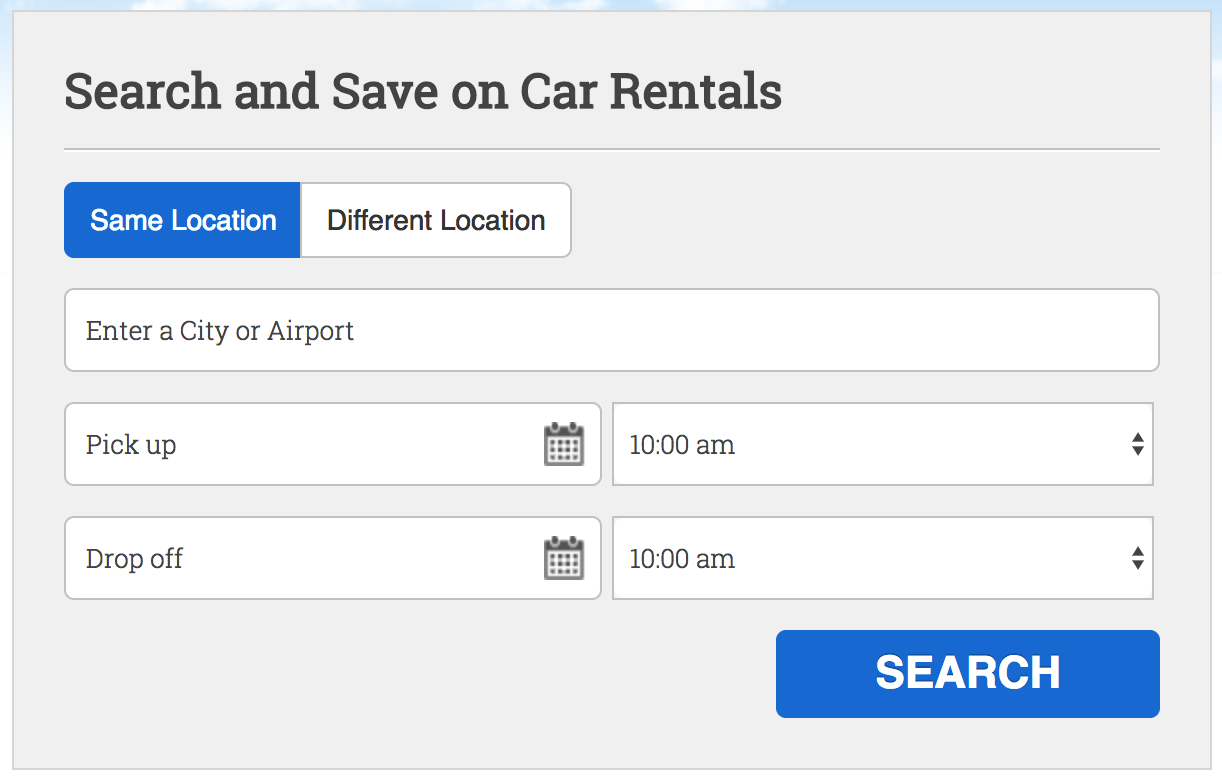 Search and Save on Car Rentals
Same Location Different Location
Enter a City or Airport
Pick up 10:00 am
Drop off 10:00 am
SEARCH